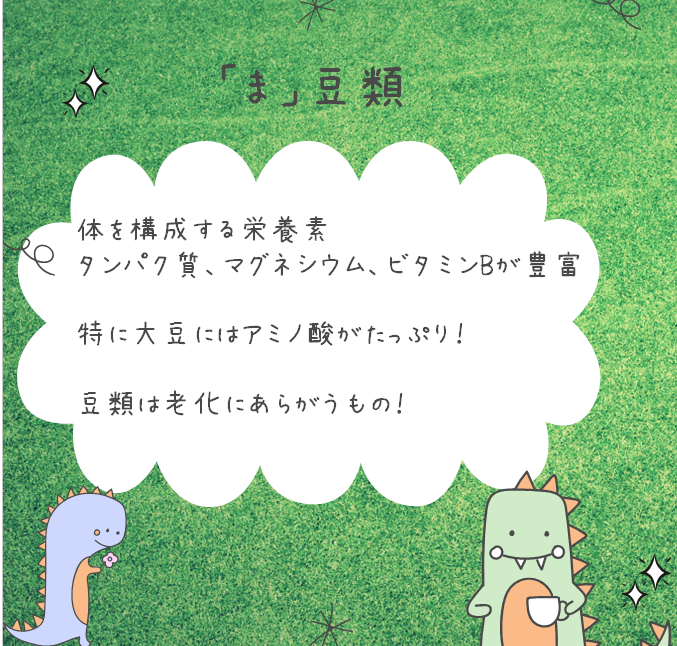 「ま」豆類
体を構成する栄養素
タンパク質、マグネシウム、ビタミンBが豊富
特に大豆にはアミノ酸がたっぷり!
豆類は老化にあらがうもの!